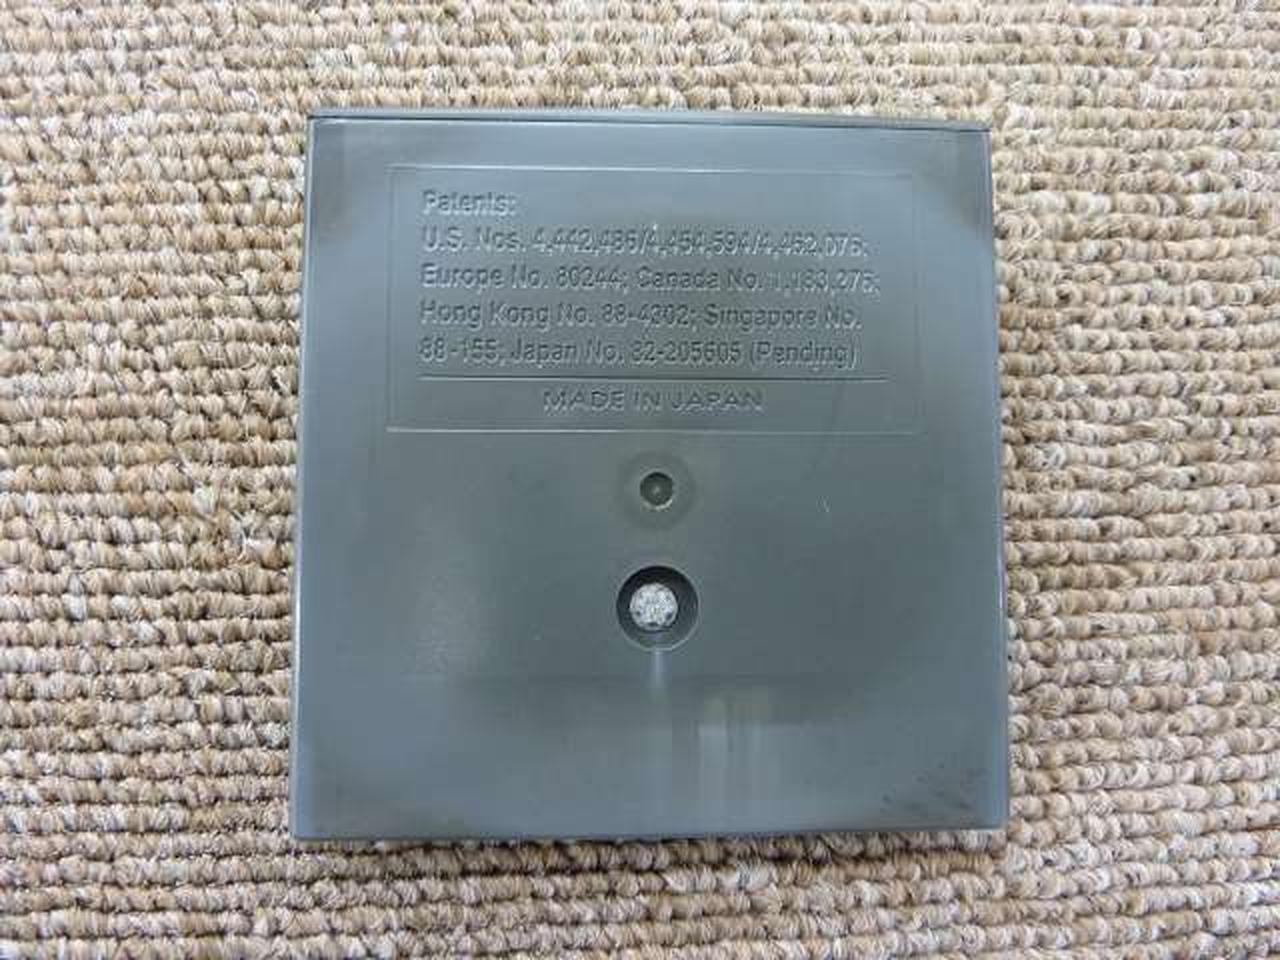 Patents:
U.S. Nos. 4,442,486/4,454,594/4,462,076;
Europe No. 80244; Canada No. 1,183,276;
Hong Kong No. 88-4302; Singapore No.
88-155; Japan No. 82-205605 (Pending)
MADE IN JAPAN